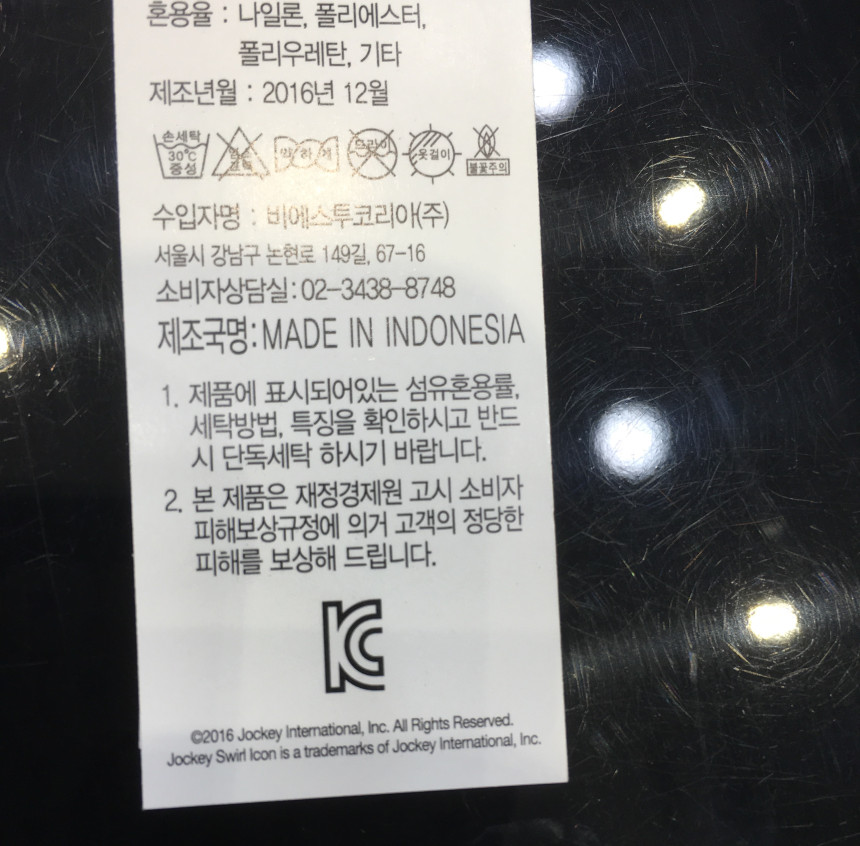 혼용율 : 나일론, 폴리에스터,
폴리우레탄, 기타
제조년월 : 2016년 12월
손세탁 30℃ 중성 약하게 드라이 옷걸이 불꽃주의
수입자명 : 비에스투코리아(주)
서울시 강남구 논현로 149길, 67-16
소비자상담실:02-3438-8748
제조국명:MADE IN INDONESIA
1. 제품에 표시되어있는 섬유혼용률,
세탁방법, 특징을 확인하시고 반드
시 단독세탁 하시기 바랍니다.
2. 본 제품은 재정경제원 고시 소비자
피해보상규정에 의거 고객의 정당한
피해를 보상해 드립니다.
KC
©2016 Jockey International, Inc. All Rights Reserved.
Jockey Swirl Icon is a trademarks of Jockey International, Inc.